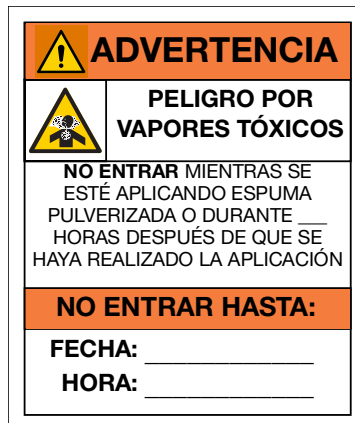 ADVERTENCIA
PELIGRO POR
VAPORES TÓXICOS
NO ENTRAR MIENTRAS SE
ESTÉ APLICANDO ESPUMA
PULVERIZADA O DURANTE ___
HORAS DESPUÉS DE QUE SE
HAYA REALIZADO LA APLICACIÓN
NO ENTRAR HASTA:
FECHA: ____________
HORA: ____________